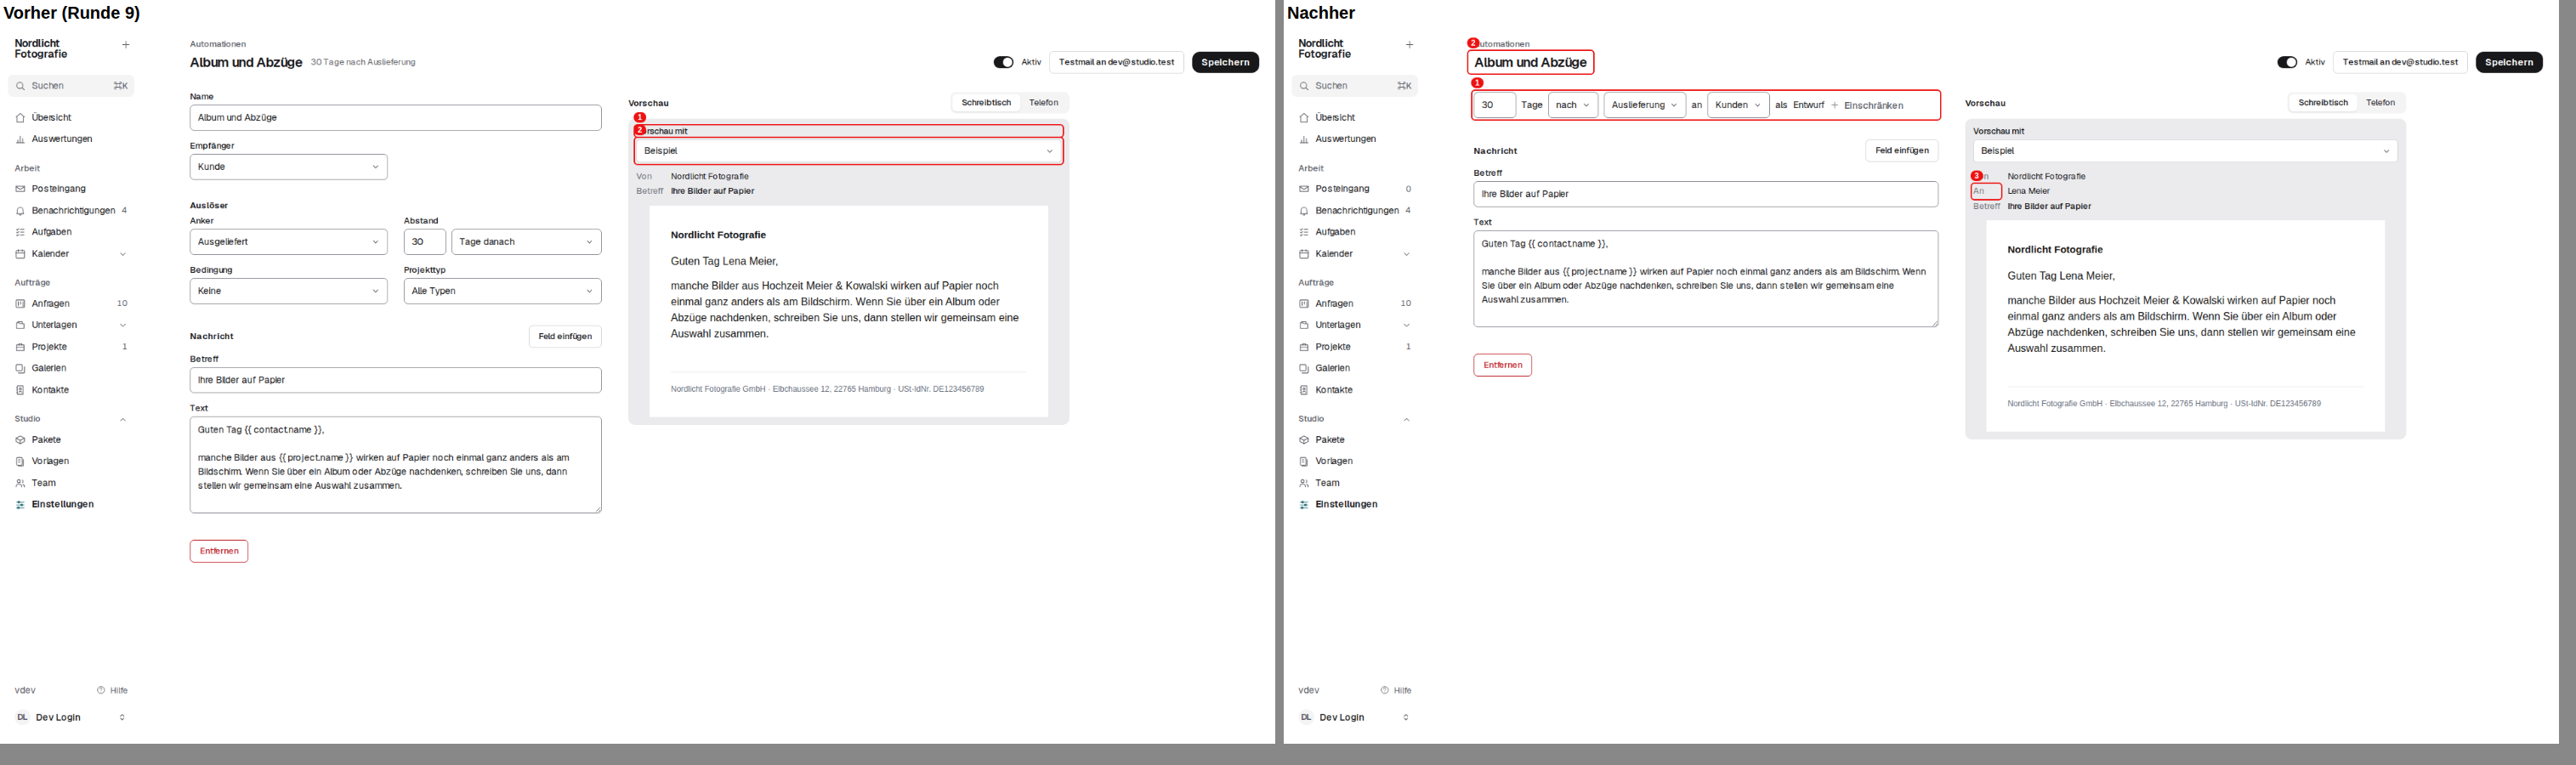 Vorher (Runde 9)
Nordlicht
Fotografie
Suchen ⌘K
Übersicht
Auswertungen
Arbeit
Posteingang
Benachrichtigungen 4
Aufgaben
Kalender
Aufträge
Anfragen 10
Unterlagen
Projekte 1
Galerien
Kontakte
Studio
Pakete
Vorlagen
Team
Einstellungen
vdev Hilfe
DL Dev Login
Automationen
Album und Abzüge 30 Tage nach Auslieferung
Aktiv Testmail an dev@studio.test Speichern
Name
Album und Abzüge
Empfänger
Kunde
Auslöser
Anker Abstand
Ausgeliefert 30 Tage danach
Bedingung Projekttyp
Keine Alle Typen
Nachricht Feld einfügen
Betreff
Ihre Bilder auf Papier
Text
Guten Tag {{ contact.name }},
manche Bilder aus {{ project.name }} wirken auf Papier noch einmal ganz anders als am
Bildschirm. Wenn Sie über ein Album oder Abzüge nachdenken, schreiben Sie uns, dann
stellen wir gemeinsam eine Auswahl zusammen.
Entfernen
Vorschau Schreibtisch Telefon
1
2 rschau mit
Beispiel
Von Nordlicht Fotografie
Betreff Ihre Bilder auf Papier
Nordlicht Fotografie
Guten Tag Lena Meier,
manche Bilder aus Hochzeit Meier & Kowalski wirken auf Papier noch
einmal ganz anders als am Bildschirm. Wenn Sie über ein Album oder
Abzüge nachdenken, schreiben Sie uns, dann stellen wir gemeinsam eine
Auswahl zusammen.
Nordlicht Fotografie GmbH · Elbchaussee 12, 22765 Hamburg · USt-IdNr. DE123456789
Nachher
Nordlicht
Fotografie
Suchen ⌘K
Übersicht
Auswertungen
Arbeit
Posteingang 0
Benachrichtigungen 4
Aufgaben
Kalender
Aufträge
Anfragen 10
Unterlagen
Projekte 1
Galerien
Kontakte
Studio
Pakete
Vorlagen
Team
Einstellungen
vdev Hilfe
DL Dev Login
2 utomationen
Album und Abzüge
Aktiv Testmail an dev@studio.test Speichern
1
30 Tage nach Auslieferung an Kunden als Entwurf + Einschränken
Nachricht Feld einfügen
Betreff
Ihre Bilder auf Papier
Text
Guten Tag {{ contact.name }},
manche Bilder aus {{ project.name }} wirken auf Papier noch einmal ganz anders als am Bildschirm. Wenn
Sie über ein Album oder Abzüge nachdenken, schreiben Sie uns, dann stellen wir gemeinsam eine
Auswahl zusammen.
Entfernen
Vorschau Schreibtisch Telefon
Vorschau mit
Beispiel
3 n Nordlicht Fotografie
An Lena Meier
Betreff Ihre Bilder auf Papier
Nordlicht Fotografie
Guten Tag Lena Meier,
manche Bilder aus Hochzeit Meier & Kowalski wirken auf Papier noch
einmal ganz anders als am Bildschirm. Wenn Sie über ein Album oder
Abzüge nachdenken, schreiben Sie uns, dann stellen wir gemeinsam eine
Auswahl zusammen.
Nordlicht Fotografie GmbH · Elbchaussee 12, 22765 Hamburg · USt-IdNr. DE123456789